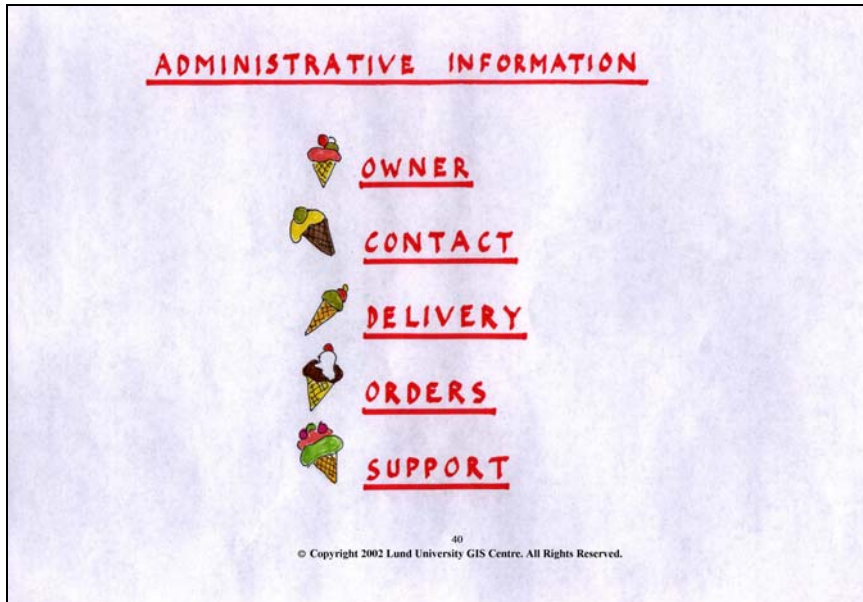 ADMINISTRATIVE INFORMATION
OWNER
CONTACT
DELIVERY
ORDERS
SUPPORT
40
© Copyright 2002 Lund University GIS Centre. All Rights Reserved.